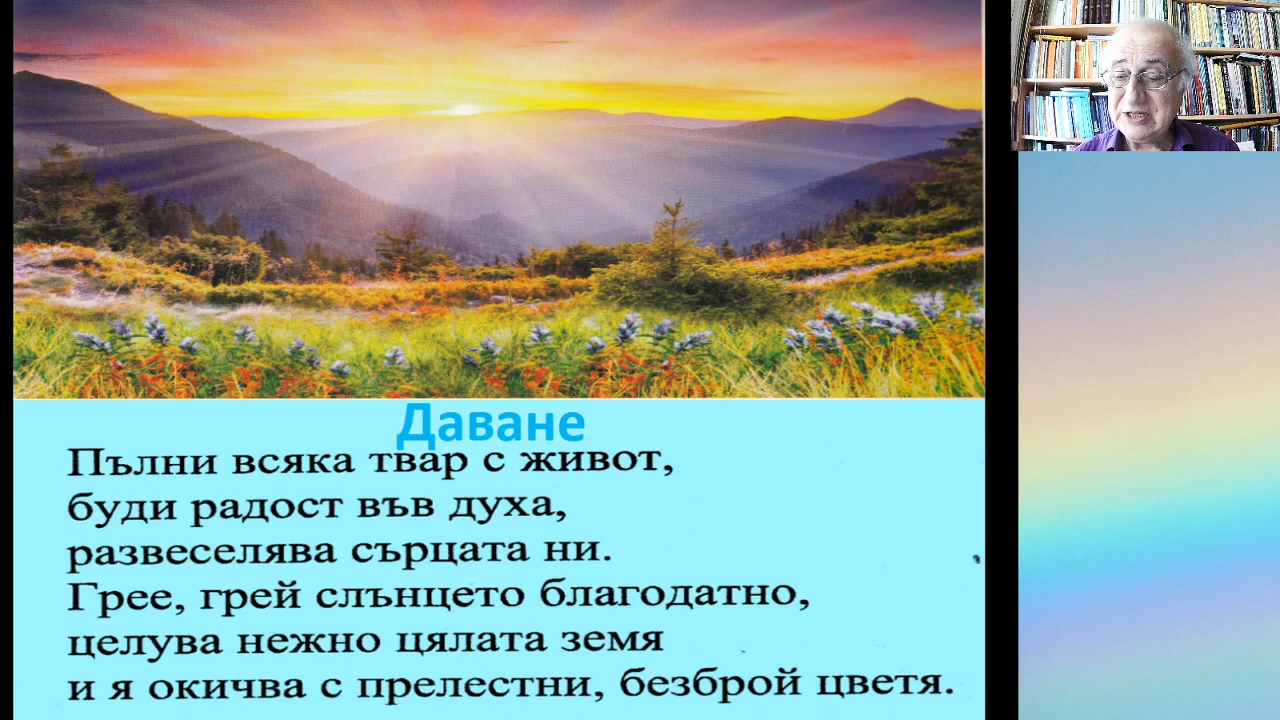 Даване
Пълни всяка твар с живот,
буди радост във духа,
развеселява сърцата ни.
Грее, грей слънцето благодатно,
целува нежно цялата земя
и я окичва с прелестни, безброй цветя.